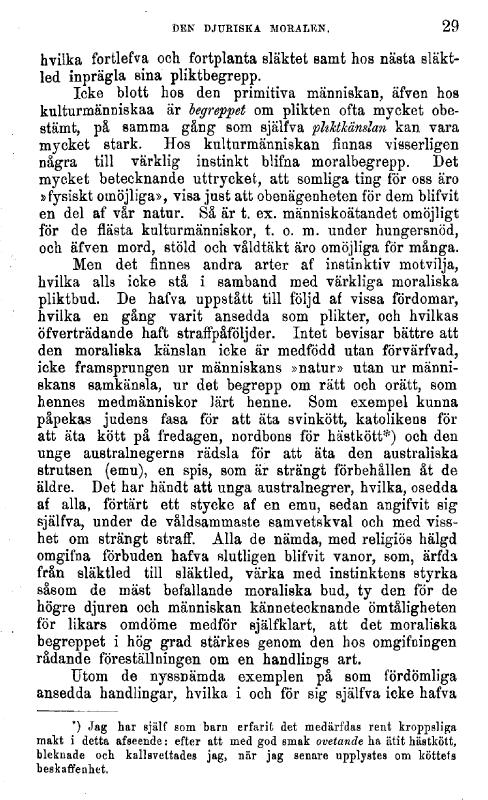 DEN DJURISKA MORALEN. 29
hvilka fortlefva och fortplanta släktet samt hos nästa släkt-
led inprägla sina pliktbegrepp.
Icke blott hos den primitiva människan, äfven hos
kulturmänniskaa är begreppet om plikten ofta mycket obe-
stämt, på samma gång som själfva pliktkänslan kan vara
mycket stark. Hos kulturmänniskan finnas visserligen
några till värklig instinkt blifna moralbegrepp. Det
mycket betecknande uttrycket, att somliga ting för oss äro
»fysiskt omöjliga», visa just att obenägenheten för dem blifvit
en del af vår natur. Så är t. ex. människoätandet omöjligt
för de flästa kulturmänniskor, t. o. m. under hungersnöd,
och äfven mord, stöld och våldtäkt äro omöjliga för många.
Men det finnes andra arter af instinktiv motvilja,
hvilka alls icke stå i samband med värkliga moraliska
pliktbud. De hafva uppstått till följd af vissa fördomar,
hvilka en gång varit ansedda som plikter, och hvilkas
öfverträdande haft straffpåföljder. Intet bevisar bättre att
den moraliska känslan icke är medfödd utan förvärfvad,
icke framsprungen ur människans »natur» utan ur männi-
skans samkänsla, ur det begrepp om rätt och orätt, som
hennes medmänniskor lärt henne. Som exempel kunna
påpekas judens fasa för att äta svinkött, katolikens för
att äta kött på fredagen, nordbons för hästkött*) och den
unge australnegerns rädsla för att äta den australiska
strutsen (emu), en spis, som är strängt förbehållen åt de
äldre. Det har händt att unga australnegrer, hvilka, osedda
af alla, förtärt ett stycke af en emu, sedan angifvit sig
själfva, under de våldsammaste samvetskval och med viss-
het om strängt straff. Alla de nämda, med religiös hälgd
omgifna förbuden hafva slutligen blifvit vanor, som, ärfda
från släktled till släktled, värka med instinktens styrka
såsom de mäst befallande moraliska bud, ty den för de
högre djuren och människan kännetecknande ömtåligheten
för likars omdöme medför själfklart, att det moraliska
begreppet i hög grad stärkes genom den hos omgifningen
rådande föreställningen om en handlings art.
Utom de nyssnämda exemplen på som fördömliga
ansedda handlingar, hvilka i och för sig själfva icke hafva
*) Jag har själf som barn erfarit det medärfdas rent kroppsliga
makt i detta afseende: efter att med god smak ovetande ha ätit hästkött,
bleknade och kallsvettades jag, när jag senare upplystes om köttets
beskaffenhet.